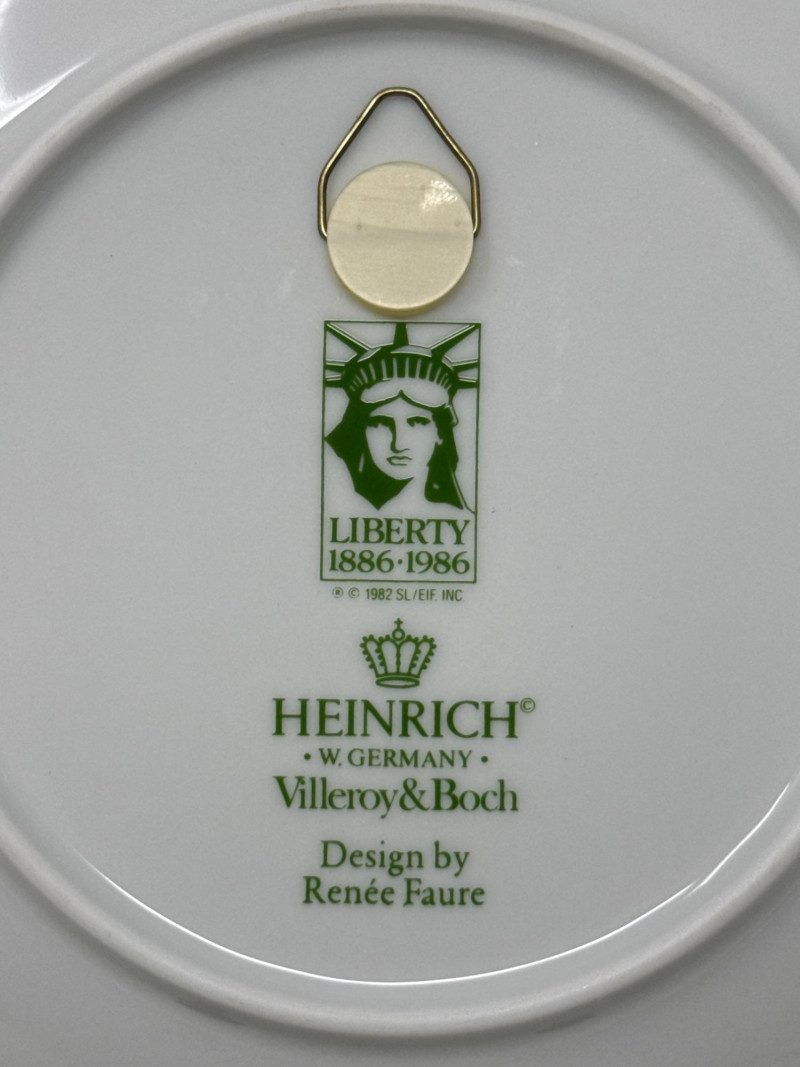 LIBERTY
1886·1986
® © 1982 SL/EIF. INC.
HEINRICH©
• W. GERMANY •
Villeroy&Boch
Design by
Renée Faure